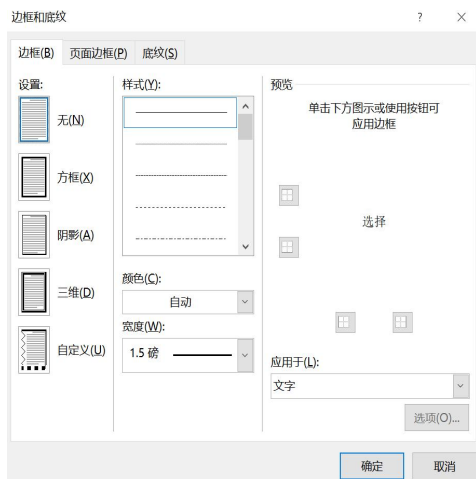 边框和底纹
?
×
边框(B) 页面边框(P) 底纹(S)
设置:
无(N)
方框(X)
阴影(A)
三维(D)
自定义(U)
样式(Y):
颜色(C):
自动
宽度(W):
1.5 磅
预览
单击下方图示或使用按钮可
应用边框
选择
应用于(L):
文字
选项(O)...
确定 取消